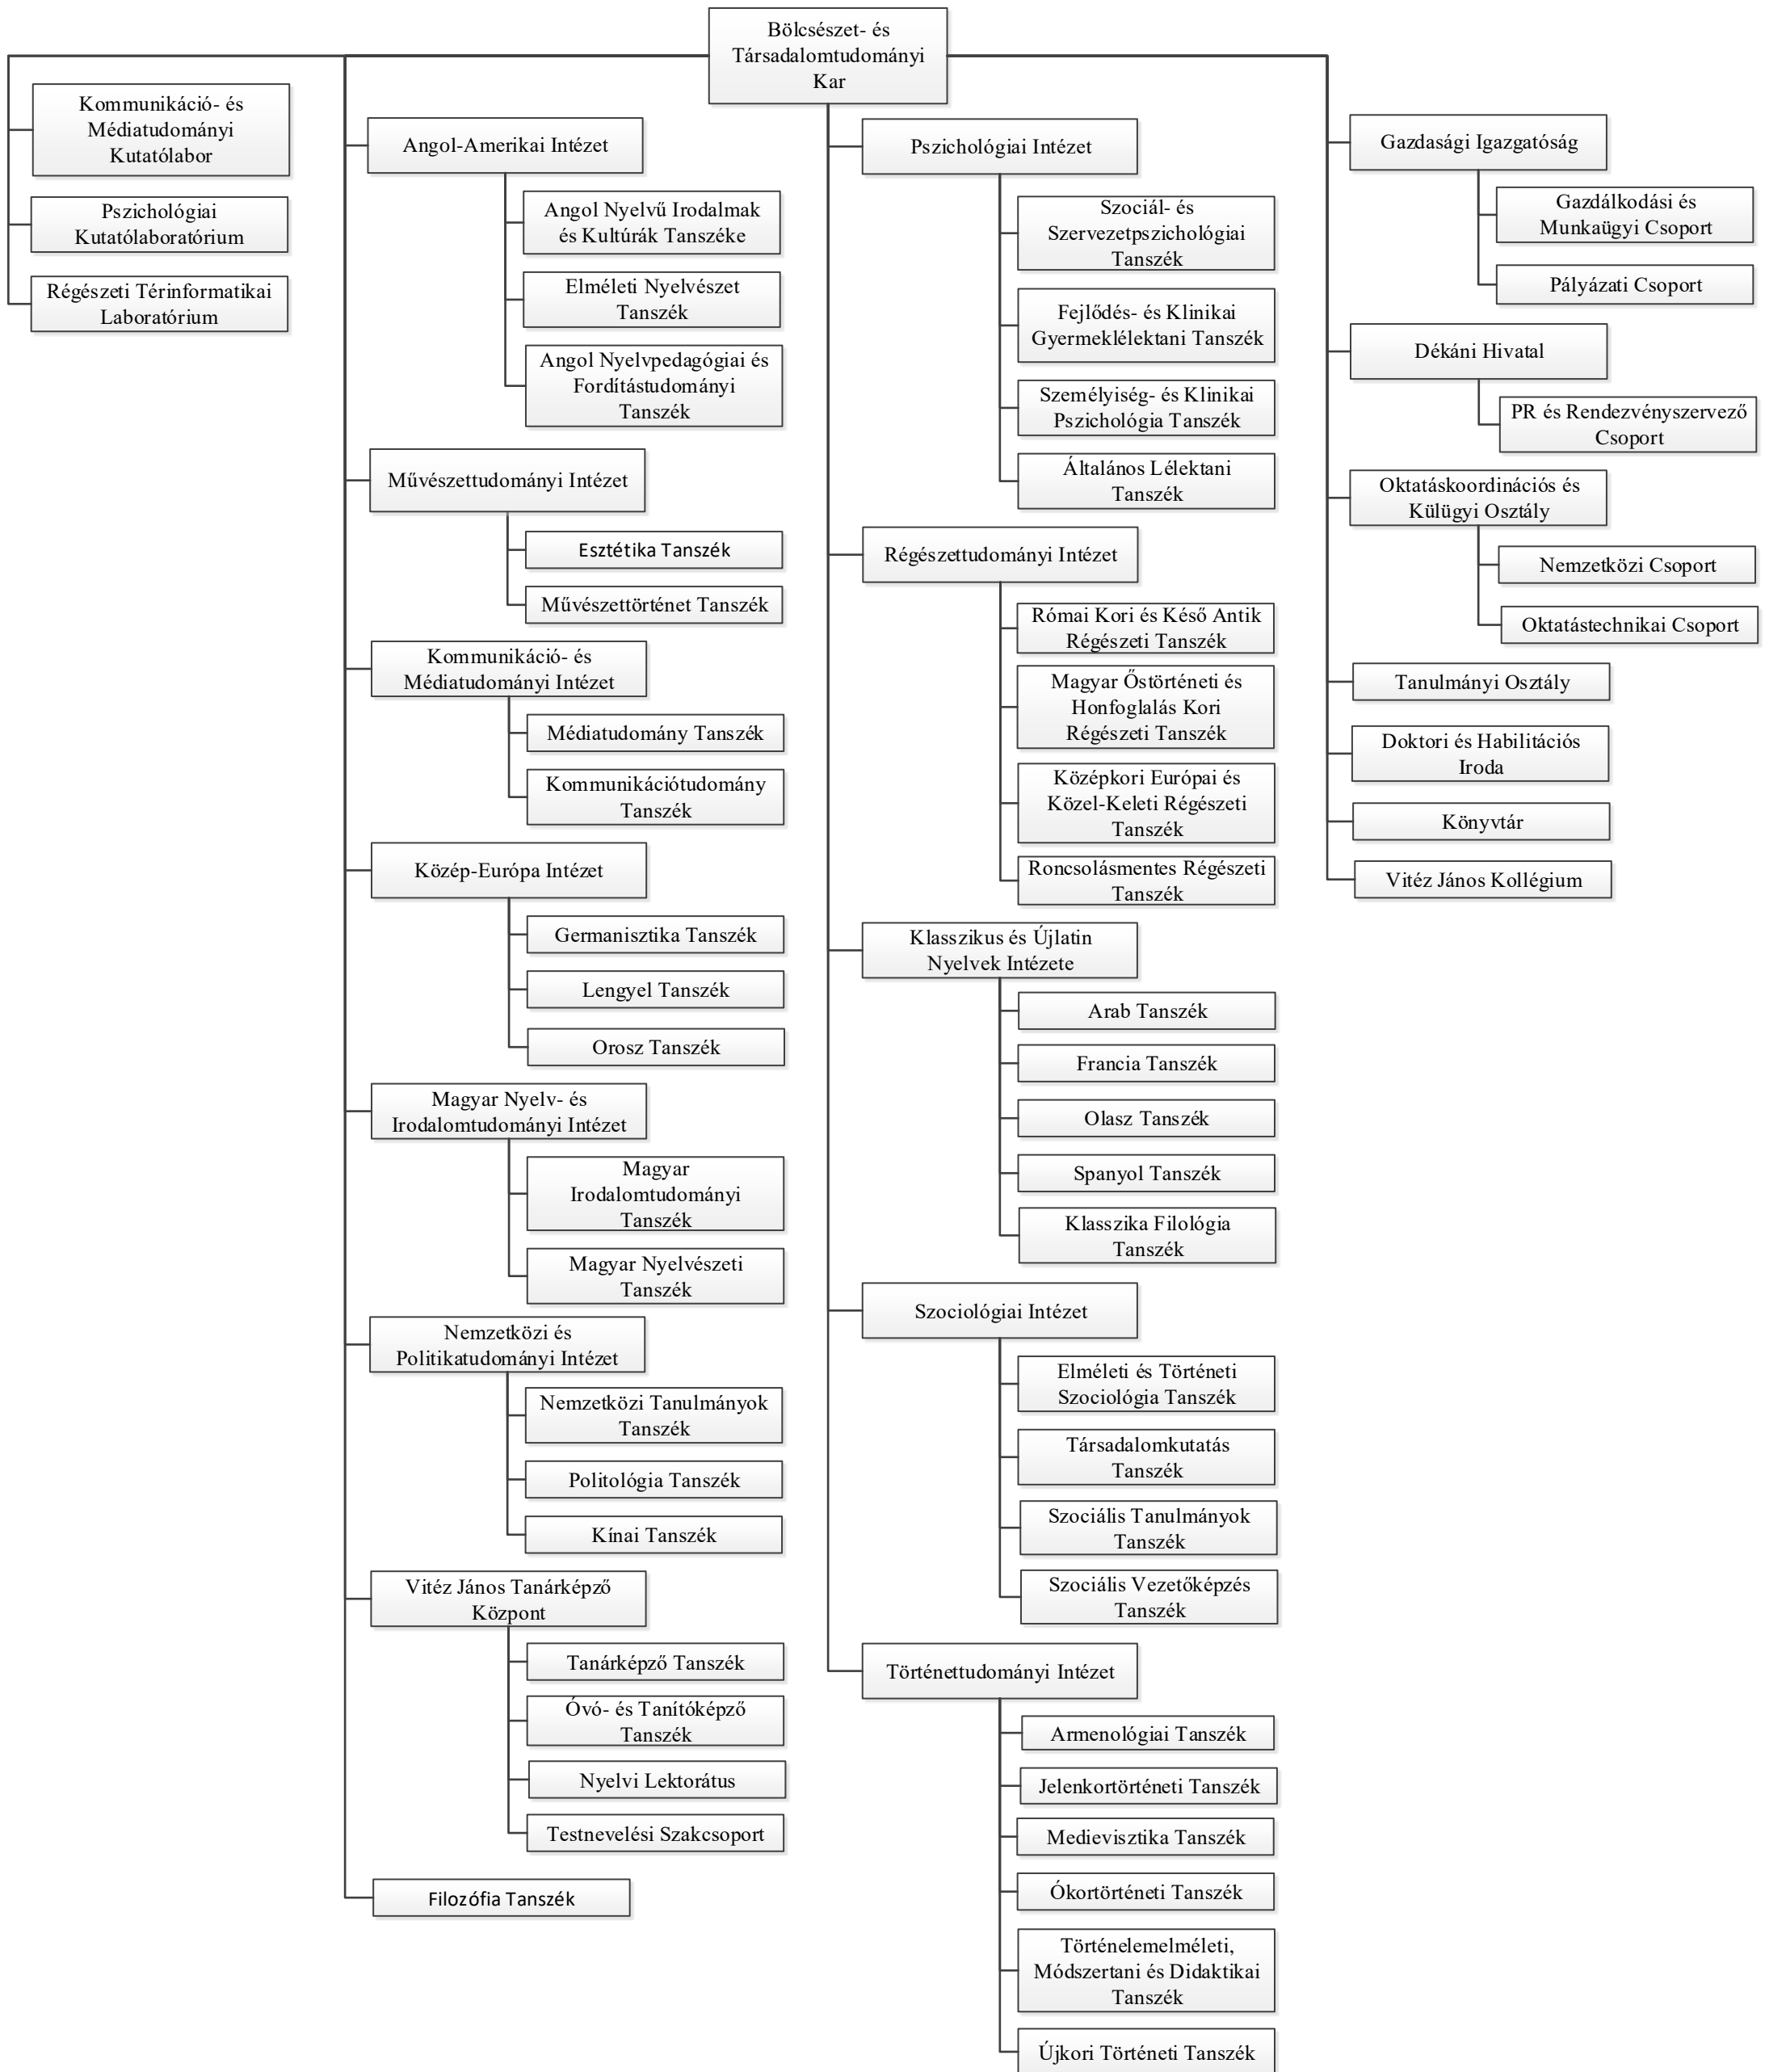 Bölcsészet- és
Társadalomtudományi
Kar
Kommunikáció- és
Médiatudományi
Kutatólabor
Pszichológiai
Kutatólaboratórium
Régészeti Térinformatikai
Laboratórium
Angol-Amerikai Intézet
Angol Nyelvű Irodalmak
és Kultúrák Tanszéke
Elméleti Nyelvészet
Tanszék
Angol Nyelvpedagógiai és
Fordítástudományi
Tanszék
Művészettudományi Intézet
Esztétika Tanszék
Művészettörténet Tanszék
Kommunikáció- és
Médiatudományi Intézet
Médiatudomány Tanszék
Kommunikációtudomány
Tanszék
Közép-Európa Intézet
Germanisztika Tanszék
Lengyel Tanszék
Orosz Tanszék
Magyar Nyelv- és
Irodalomtudományi Intézet
Magyar
Irodalomtudományi
Tanszék
Magyar Nyelvészeti
Tanszék
Nemzetközi és
Politikatudományi Intézet
Nemzetközi Tanulmányok
Tanszék
Politológia Tanszék
Kínai Tanszék
Vitéz János Tanárképző
Központ
Tanárképző Tanszék
Óvó- és Tanítóképző
Tanszék
Nyelvi Lektorátus
Testnevelési Szakcsoport
Filozófia Tanszék
Pszichológiai Intézet
Szociál- és
Szervezetpszichológiai
Tanszék
Fejlődés- és Klinikai
Gyermeklélektani Tanszék
Személyiség- és Klinikai
Pszichológia Tanszék
Általános Lélektani
Tanszék
Régészettudományi Intézet
Római Kori és Késő Antik
Régészeti Tanszék
Magyar Őstörténeti és
Honfoglalás Kori
Régészeti Tanszék
Középkori Európai és
Közel-Keleti Régészeti
Tanszék
Roncsolásmentes Régészeti
Tanszék
Klasszikus és Újlatin
Nyelvek Intézete
Arab Tanszék
Francia Tanszék
Olasz Tanszék
Spanyol Tanszék
Klasszika Filológia
Tanszék
Szociológiai Intézet
Elméleti és Történeti
Szociológia Tanszék
Társadalomkutatás
Tanszék
Szociális Tanulmányok
Tanszék
Szociális Vezetőképzés
Tanszék
Történettudományi Intézet
Armenológiai Tanszék
Jelenkortörténeti Tanszék
Medievisztika Tanszék
Ókortörténeti Tanszék
Történelemelméleti,
Módszertani és Didaktikai
Tanszék
Újkori Történeti Tanszék
Gazdasági Igazgatóság
Gazdálkodási és
Munkaügyi Csoport
Pályázati Csoport
Dékáni Hivatal
PR és Rendezvényszervező
Csoport
Oktatáskoordinációs és
Külügyi Osztály
Nemzetközi Csoport
Oktatástechnikai Csoport
Tanulmányi Osztály
Doktori és Habilitációs
Iroda
Könyvtár
Vitéz János Kollégium